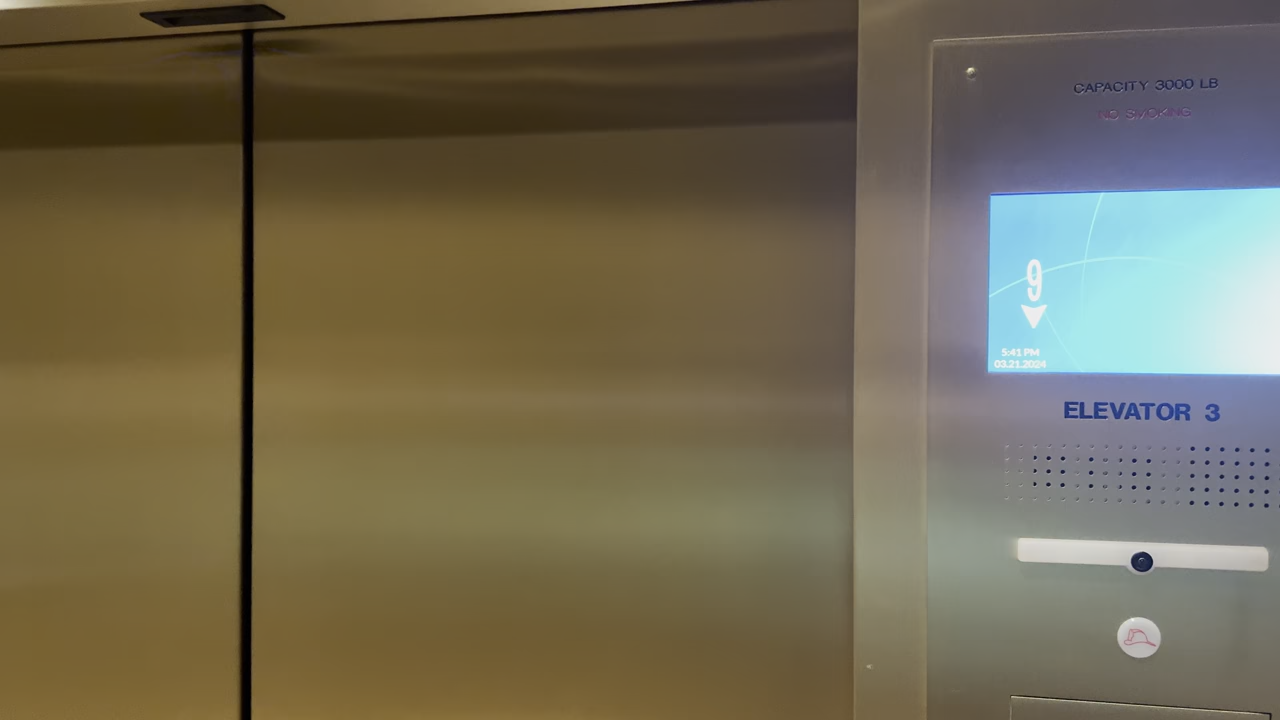 CAPACITY 3000 LB
NO SMOKING
9
5:41 PM
03.21.2024
ELEVATOR 3